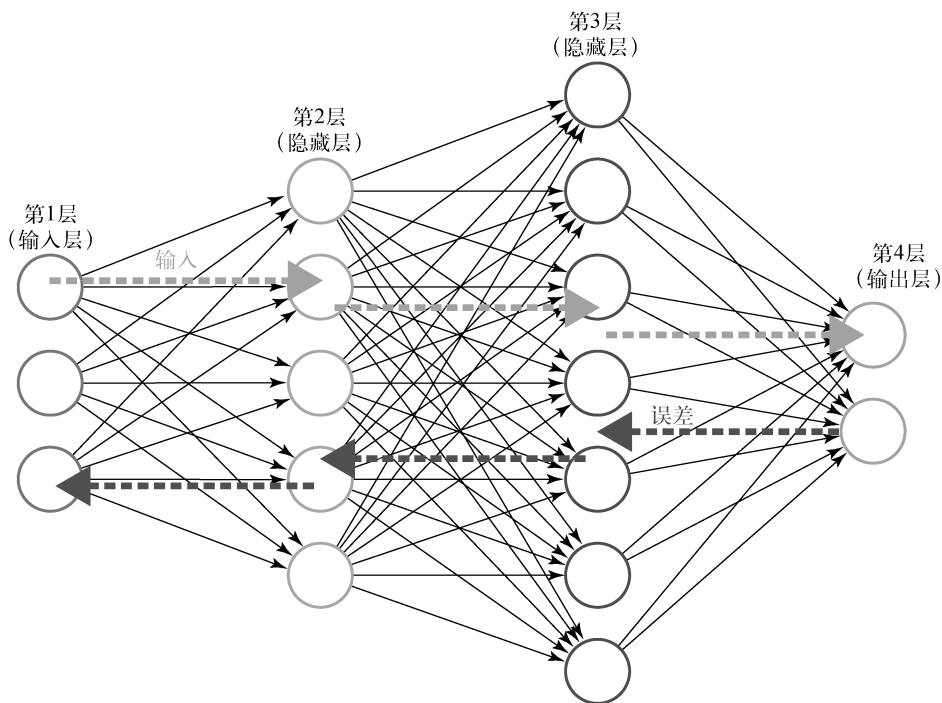 第3层
（隐藏层）
第2层
（隐藏层）
第1层
（输入层）
输入
第4层
（输出层）
误差